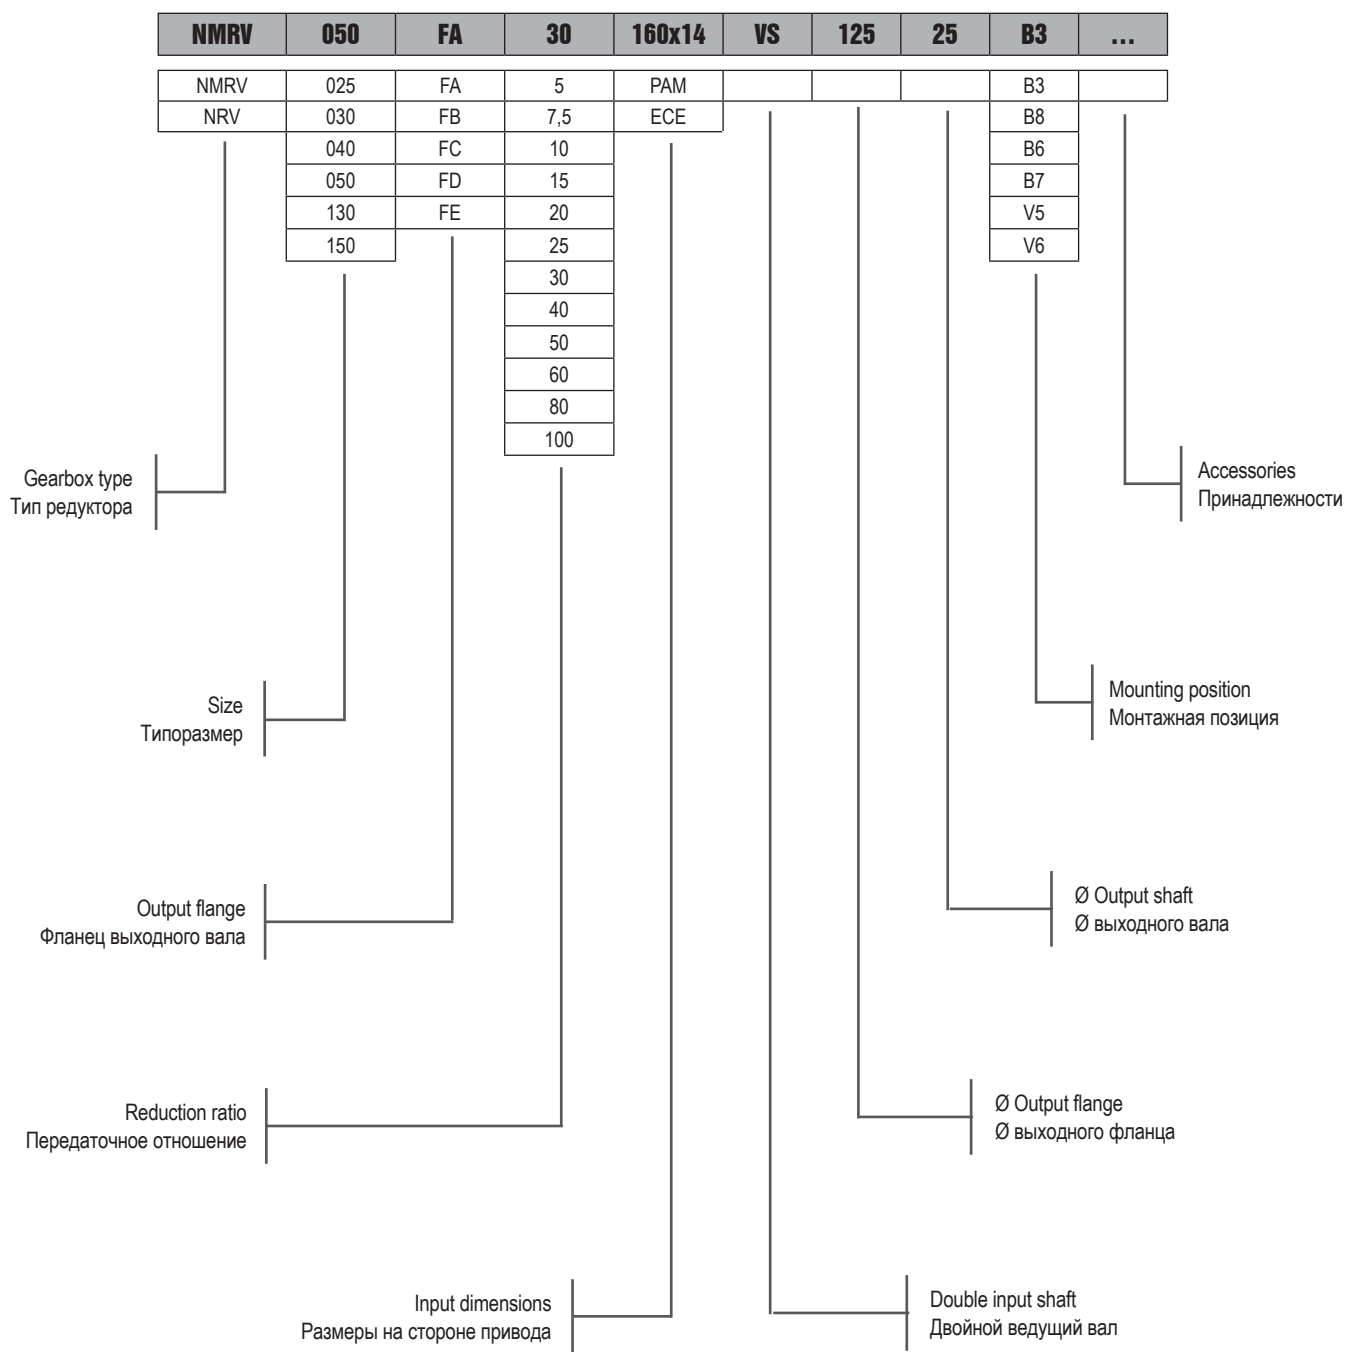 NMRV 050 FA 30 160x14 VS 125 25 B3 ...
NMRV 025 FA 5 PAM B3
NRV 030 FB 7,5 ECE B8
040 FC 10 B6
050 FD 15 B7
130 FE 20 V5
150 25 V6
30
40
50
60
80
100
Gearbox type
Тип редуктора
Accessories
Принадлежности
Size
Типоразмер
Mounting position
Монтажная позиция
Output flange
Фланец выходного вала
Ø Output shaft
Ø выходного вала
Reduction ratio
Передаточное отношение
Ø Output flange
Ø выходного фланца
Input dimensions
Размеры на стороне привода
Double input shaft
Двойной ведущий вал